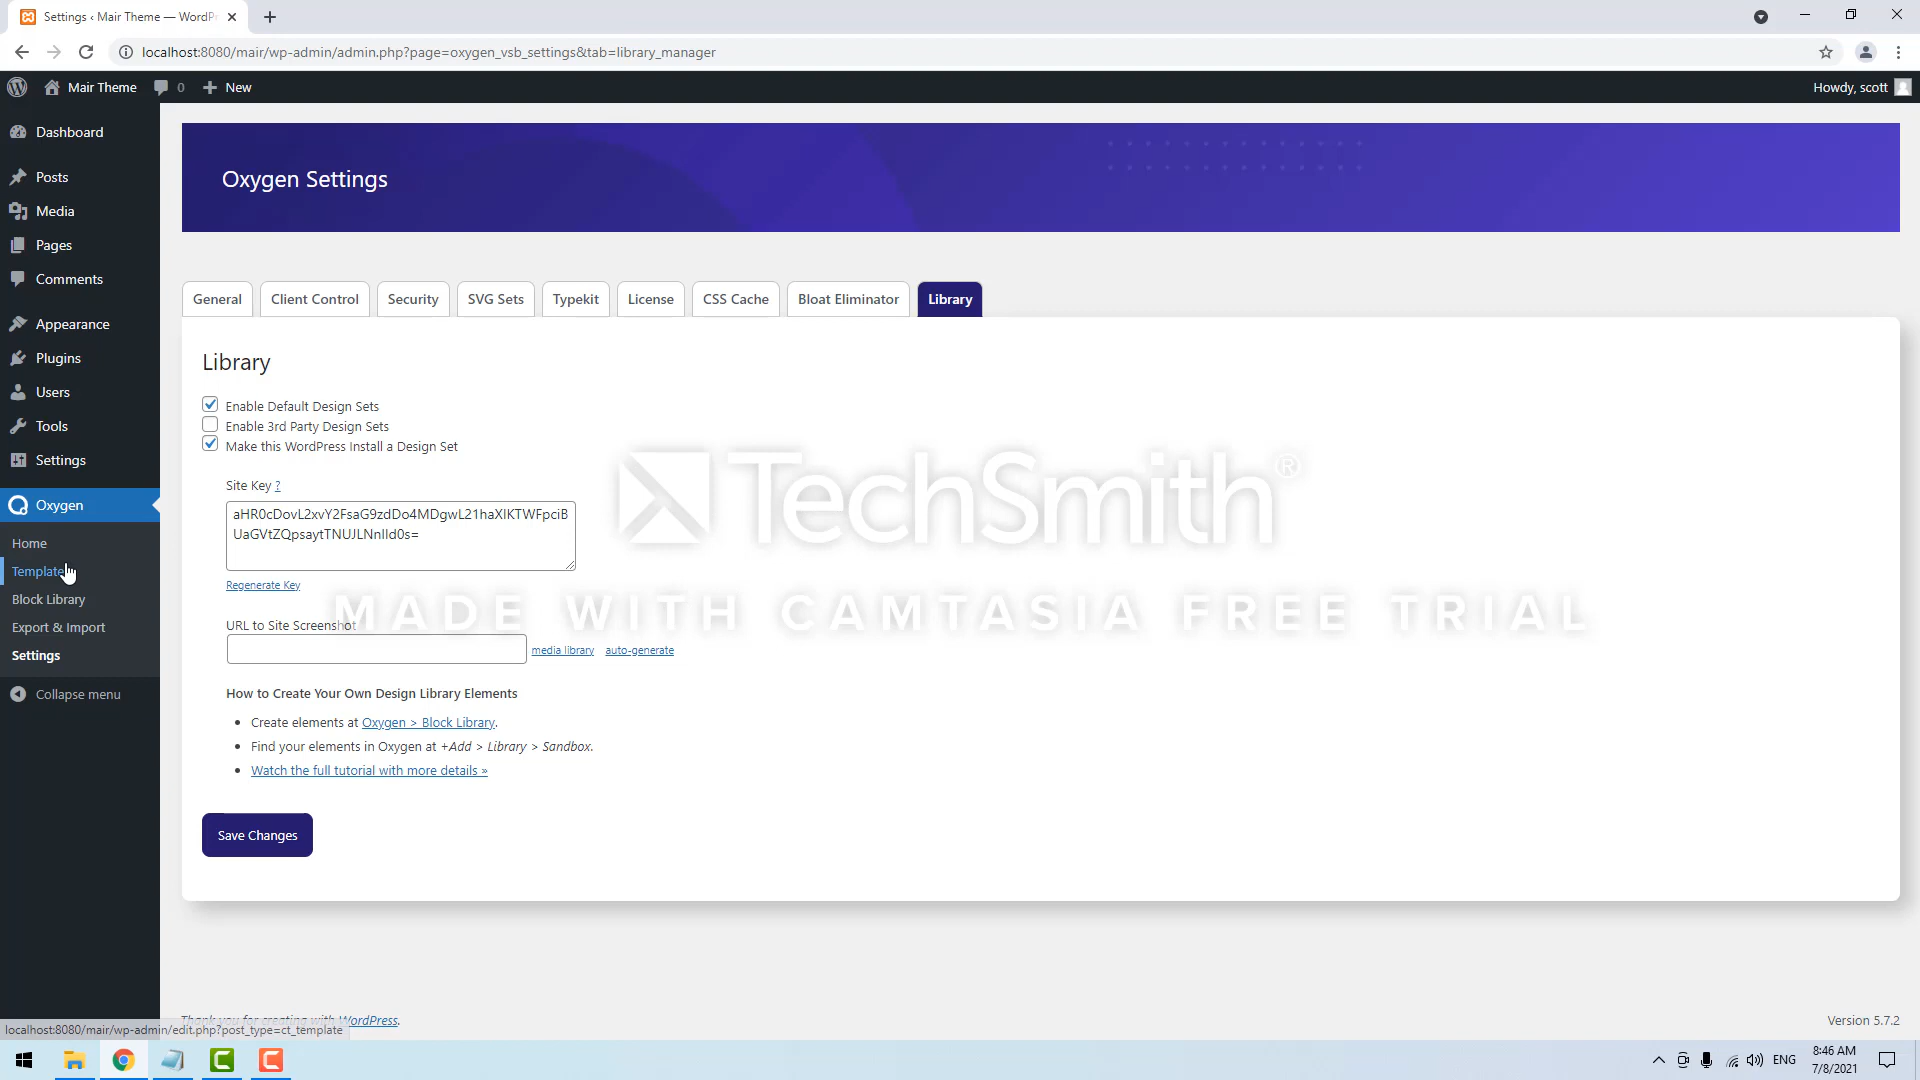 Settings ‹ Mair Theme — WordPr
localhost:8080/mair/wp-admin/admin.php?page=oxygen_vsb_settings&tab=library_manager
Mair Theme
0
New
Howdy, scott
Dashboard
Posts
Media
Pages
Comments
Appearance
Plugins
Users
Tools
Settings
Oxygen
Home
Template
Block Library
Export & Import
Settings
Collapse menu
Oxygen Settings
General
Client Control
Security
SVG Sets
Typekit
License
CSS Cache
Bloat Eliminator
Library
Library
Enable Default Design Sets
Enable 3rd Party Design Sets
Make this WordPress Install a Design Set
Site Key ?
Regenerate Key
URL to Site Screenshot
media library
auto-generate
How to Create Your Own Design Library Elements
Create elements at Oxygen > Block Library.
Find your elements in Oxygen at +Add > Library > Sandbox.
Watch the full tutorial with more details »
Save Changes
TechSmith®
MADE WITH CAMTASIA FREE TRIAL
Thank you for creating with WordPress.
Version 5.7.2
localhost:8080/mair/wp-admin/edit.php?post_type=ct_template
ENG
8:46 AM
7/8/2021